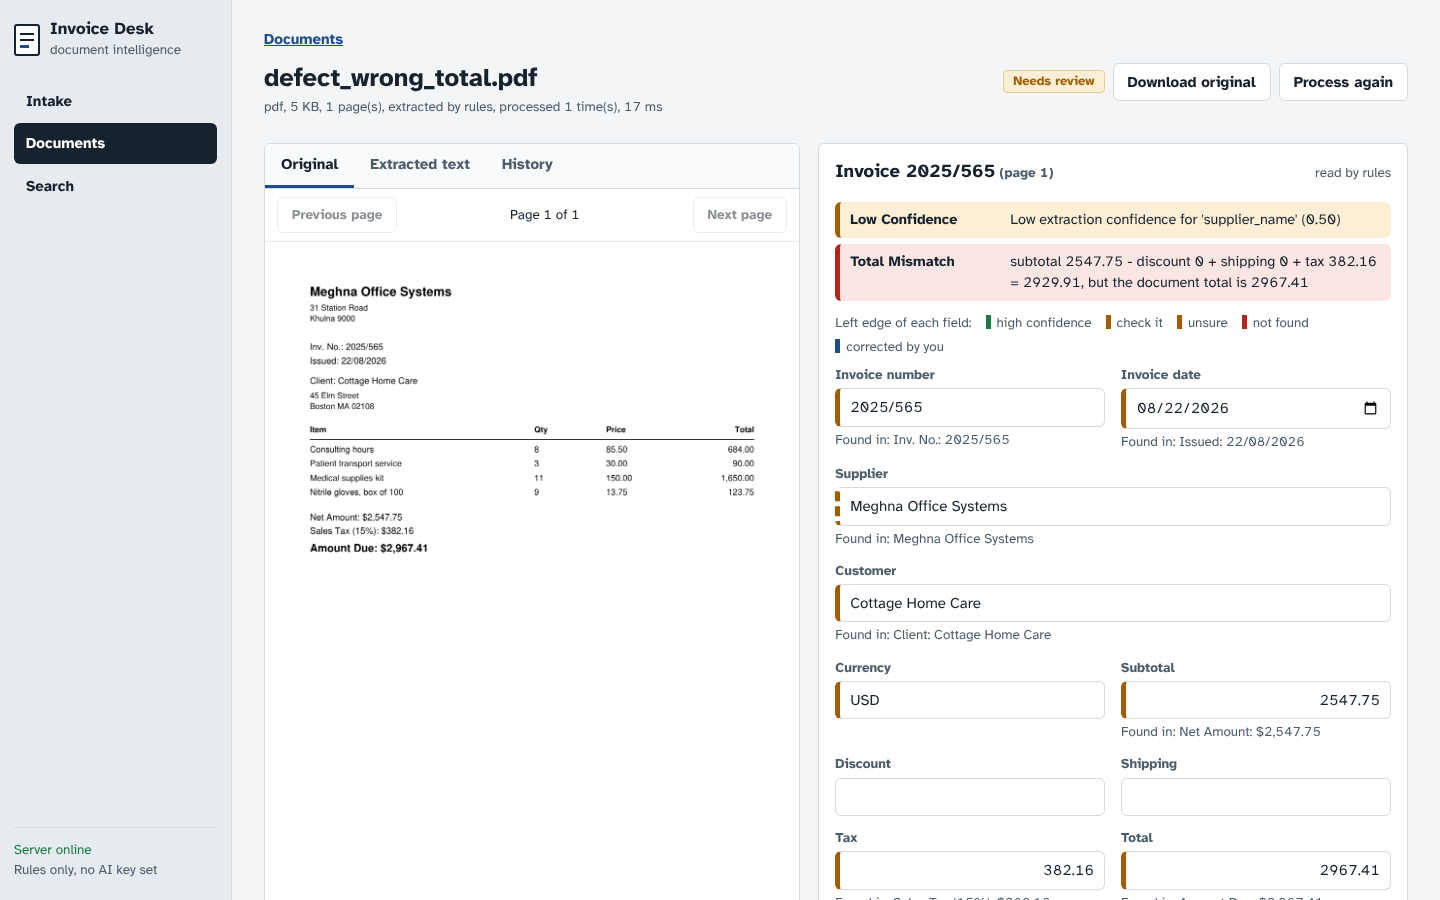 Invoice Desk
document intelligence
Intake
Documents
Search
Server online
Rules only, no AI key set
Documents
defect_wrong_total.pdf
pdf, 5 KB, 1 page(s), extracted by rules, processed 1 time(s), 17 ms
Needs review
Download original
Process again
Original
Extracted text
History
Previous page
Page 1 of 1
Next page
Meghna Office Systems
31 Station Road
Khulna 9000
Inv. No.: 2025/565
Issued: 22/08/2026
Client: Cottage Home Care
45 Elm Street
Boston MA 02108
Item Qty Price Total
Consulting hours 8 85.50 684.00
Patient transport service 3 30.00 90.00
Medical supplies kit 11 150.00 1,650.00
Nitrile gloves, box of 100 9 13.75 123.75
Net Amount: $2,547.75
Sales Tax (15%): $382.16
Amount Due: $2,967.41
Invoice 2025/565 (page 1)
read by rules
Low Confidence Low extraction confidence for 'supplier_name' (0.50)
Total Mismatch subtotal 2547.75 - discount 0 + shipping 0 + tax 382.16
= 2929.91, but the document total is 2967.41
Left edge of each field: high confidence check it unsure not found
corrected by you
Invoice number Invoice date
2025/565 08/22/2026
Found in: Inv. No.: 2025/565 Found in: Issued: 22/08/2026
Supplier
Meghna Office Systems
Found in: Meghna Office Systems
Customer
Cottage Home Care
Found in: Client: Cottage Home Care
Currency Subtotal
USD 2547.75
Found in: Net Amount: $2,547.75
Discount Shipping
Tax Total
382.16 2967.41